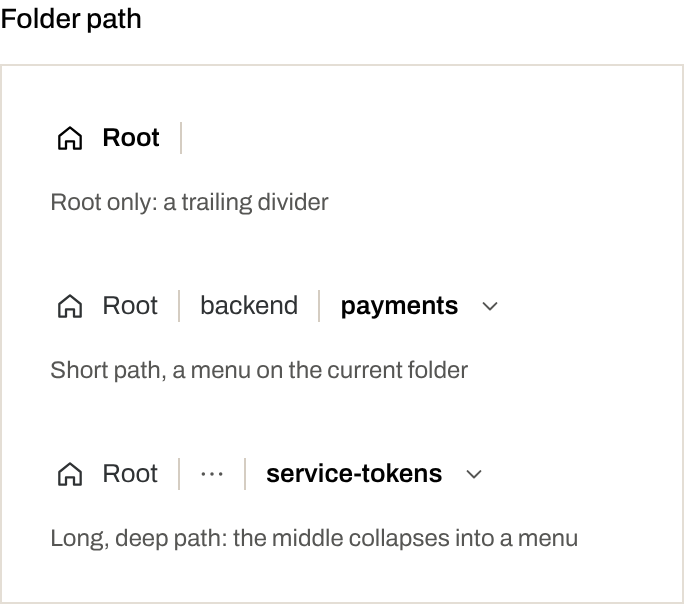 Folder path
Root
Root only: a trailing divider
Root backend payments
Short path, a menu on the current folder
Root ··· service-tokens
Long, deep path: the middle collapses into a menu